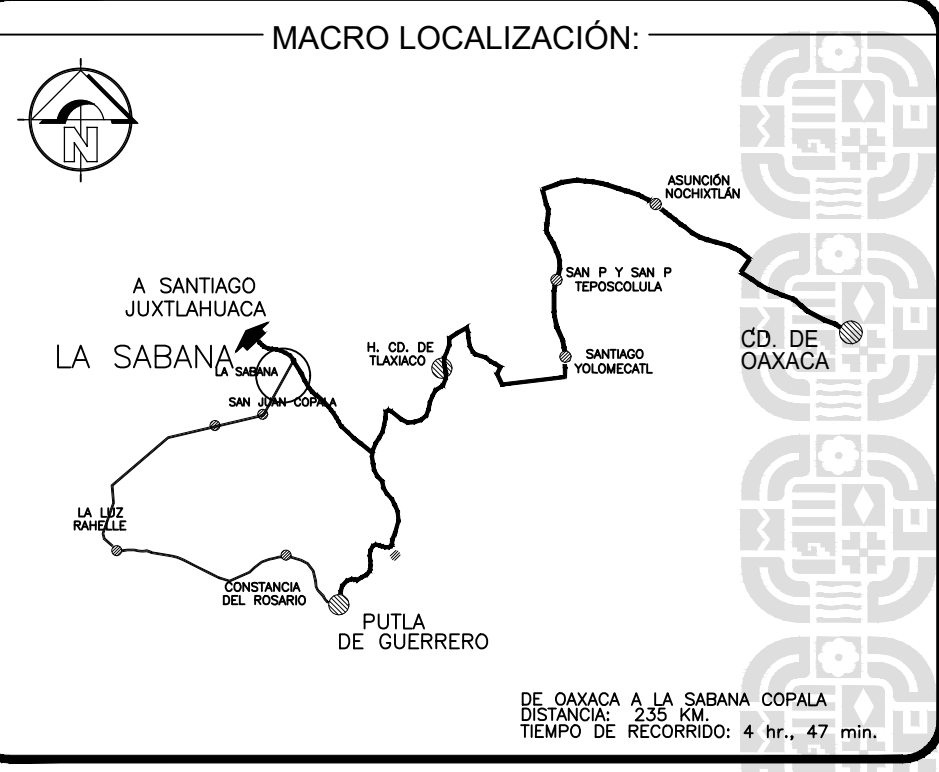 MACRO LOCALIZACIÓN:
N
ASUNCIÓN
NOCHIXTLÁN
SAN P Y SAN P
TEPOSCOLULA
A SANTIAGO
JUXTLAHUACA
CD. DE
OAXACA
H. CD. DE
TLAXIACO
SANTIAGO
YOLOMECATL
LA SABANA
LA SABANA
SAN JUAN COPALA
LA LUZ
RAHELLE
CONSTANCIA
DEL ROSARIO
PUTLA
DE GUERRERO
DE OAXACA A LA SABANA COPALA
DISTANCIA: 235 KM.
TIEMPO DE RECORRIDO: 4 hr., 47 min.